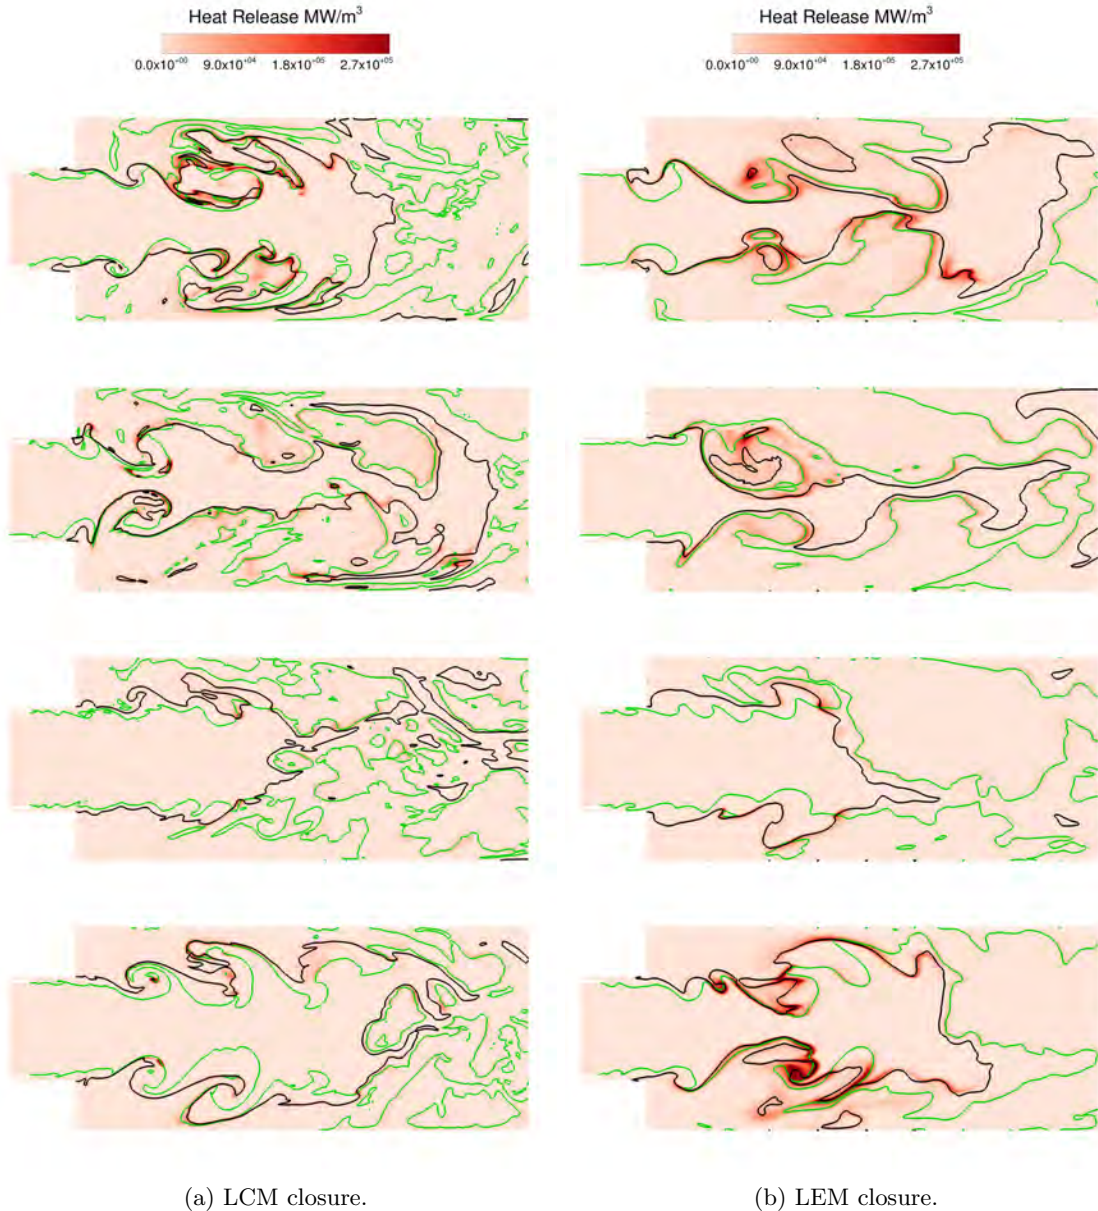 Heat Release MW/m³
0.0x10⁺⁰⁰ 9.0x10⁺⁰⁴ 1.8x10⁺⁰⁵ 2.7x10⁺⁰⁵
Heat Release MW/m³
0.0x10⁺⁰⁰ 9.0x10⁺⁰⁴ 1.8x10⁺⁰⁵ 2.7x10⁺⁰⁵
(a) LCM closure.
(b) LEM closure.